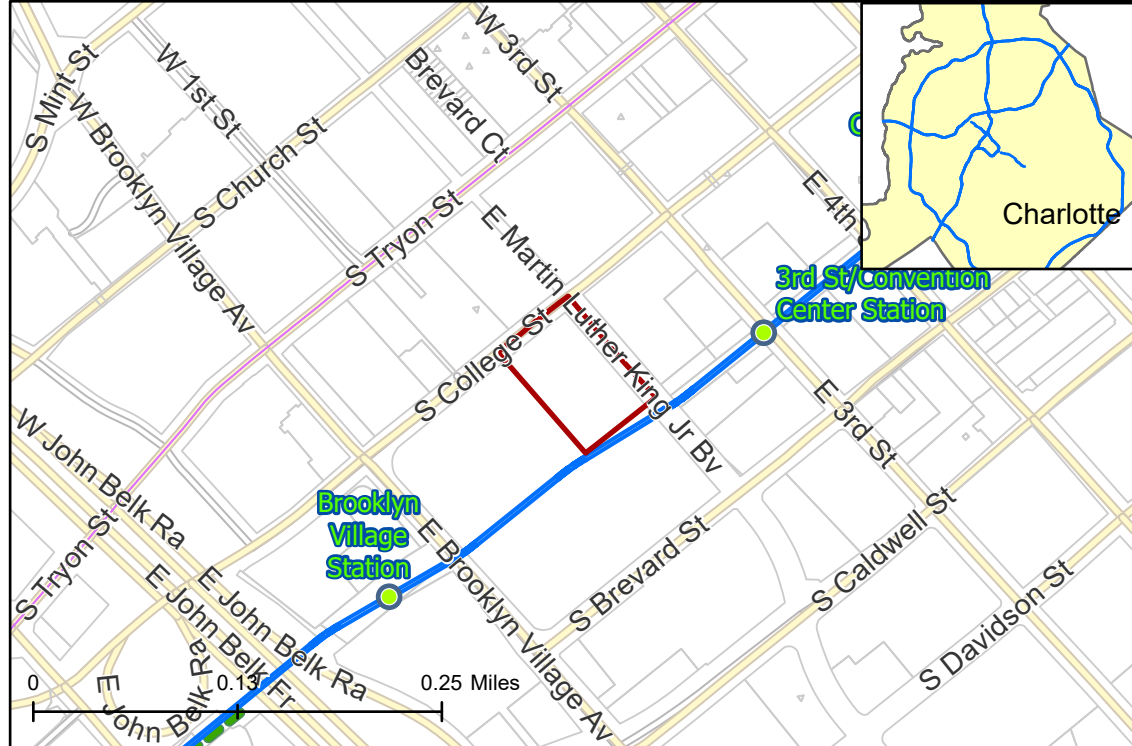 S Mint St
W 1st St
W 3rd St
Brevard Ct
W Brooklyn Village Av
S Church St
S Tryon St
E Martin Luther King Jr Bv
E 4th
Charlotte
3rd St/Convention
Center Station
S College St
E 3rd St
W John Belk Ra
S Tryon St
Brooklyn
Village
Station
E Brooklyn Village Av
S Brevard St
S Caldwell St
S Davidson St
E John Belk Ra
E John Belk Fr
E John Belk Ra
0
0.13
0.25 Miles